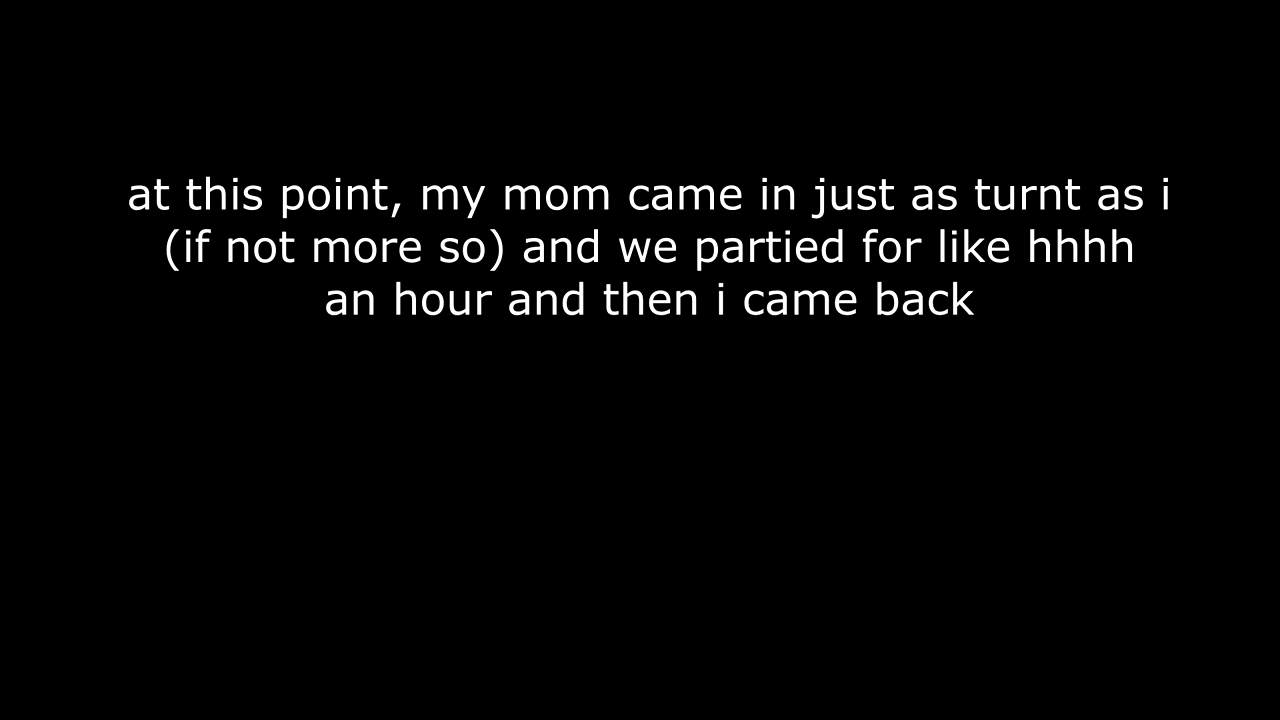 at this point, my mom came in just as turnt as i
(if not more so) and we partied for like hhhh
an hour and then i came back